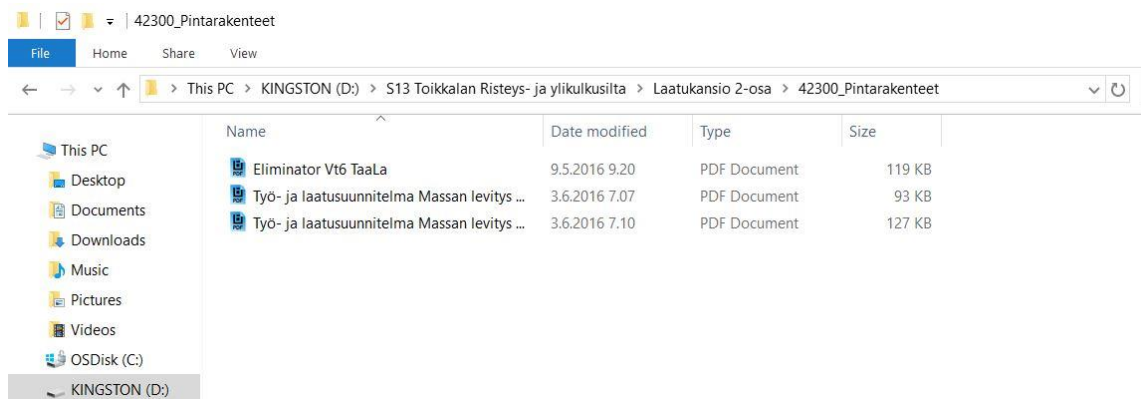 42300_Pintarakenteet
File Home Share View
This PC > KINGSTON (D:) > S13 Toikkalan Risteys- ja ylikulkusilta > Laatukansio 2-osa > 42300_Pintarakenteet
Name Date modified Type Size
This PC
Desktop
Documents
Downloads
Music
Pictures
Videos
OSDisk (C:)
KINGSTON (D:)
Eliminator Vt6 TaaLa 9.5.2016 9.20 PDF Document 119 KB
Työ- ja laatusuunnitelma Massan levitys ... 3.6.2016 7.07 PDF Document 93 KB
Työ- ja laatusuunnitelma Massan levitys ... 3.6.2016 7.10 PDF Document 127 KB